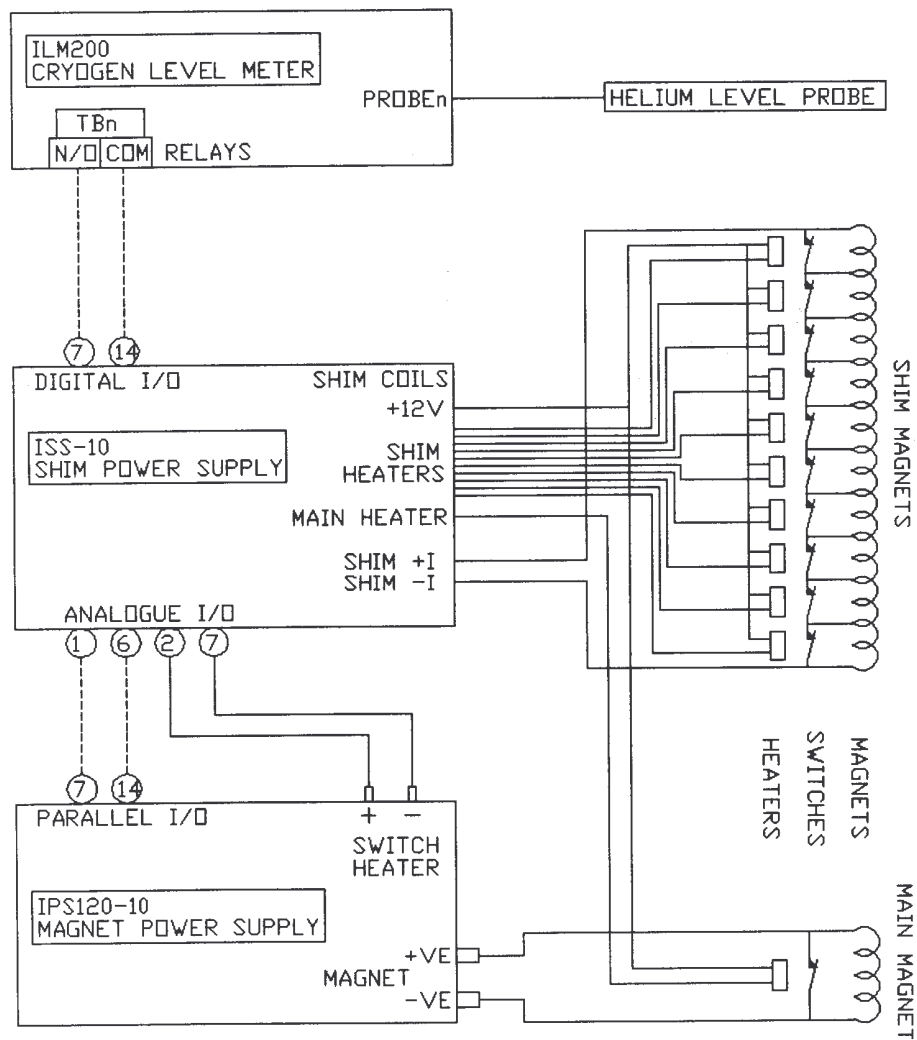 ILM200
CRYOGEN LEVEL METER
PROBEn
HELIUM LEVEL PROBE
TBn
N/O COM RELAYS
7 14
DIGITAL I/O
SHIM COILS
+12V
ISS-10
SHIM POWER SUPPLY
SHIM
HEATERS
MAIN HEATER
SHIM +I
SHIM -I
ANALOGUE I/O
1 6 2 7
SHIM MAGNETS
HEATERS
SWITCHES
MAGNETS
7 14
PARALLEL I/O
+ -
SWITCH
HEATER
IPS120-10
MAGNET POWER SUPPLY
+VE
MAGNET
-VE
MAIN MAGNET